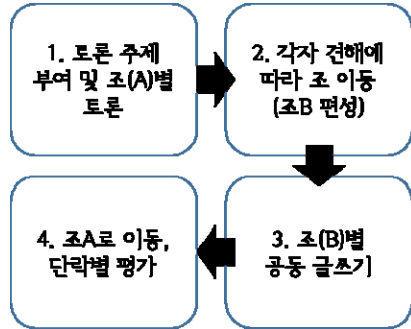 1. 토론 주제
부여 및 조(A)별
토론
2. 각자 견해에
따라 조 이동
(조B 편성)
3. 조(B)별
공동 글쓰기
4. 조A로 이동,
단락별 평가